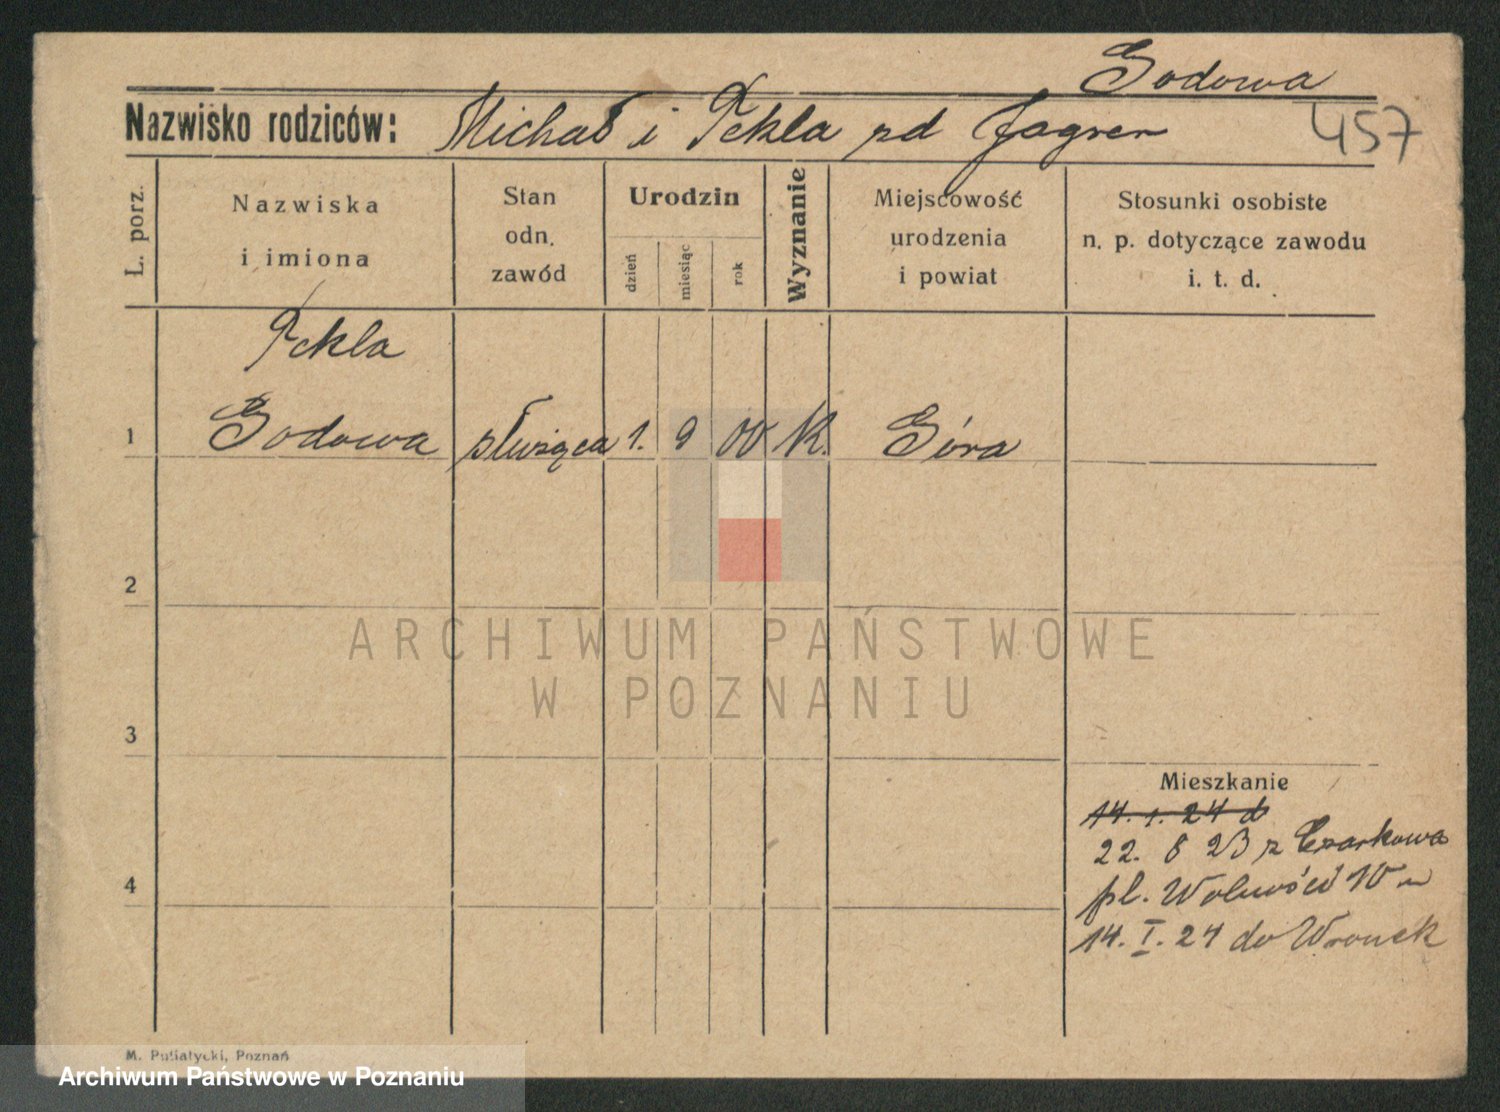 Godowa
Nazwisko rodziców: Michał i Tekla zd Jagner
457
L. porz.
Nazwiska
i imiona
Stan
odn.
zawód
Urodzin
dzień
miesiąc
rok
Wyznanie
Miejscowość
urodzenia
i powiat
Stosunki osobiste
n. p. dotyczące zawodu
i. t. d.
Tekla
1 Godowa służąca 1. 9 00 K. Góra
2
ARCHIWUM PAŃSTWOWE
W POZNANIU
3
Mieszkanie
14. 1. 24 d
22. 8 23 z Czarkowa
4
pl. Wolności 10
14. I. 24 do Wronek
M. Putiatycki, Poznań
Archiwum Państwowe w Poznaniu